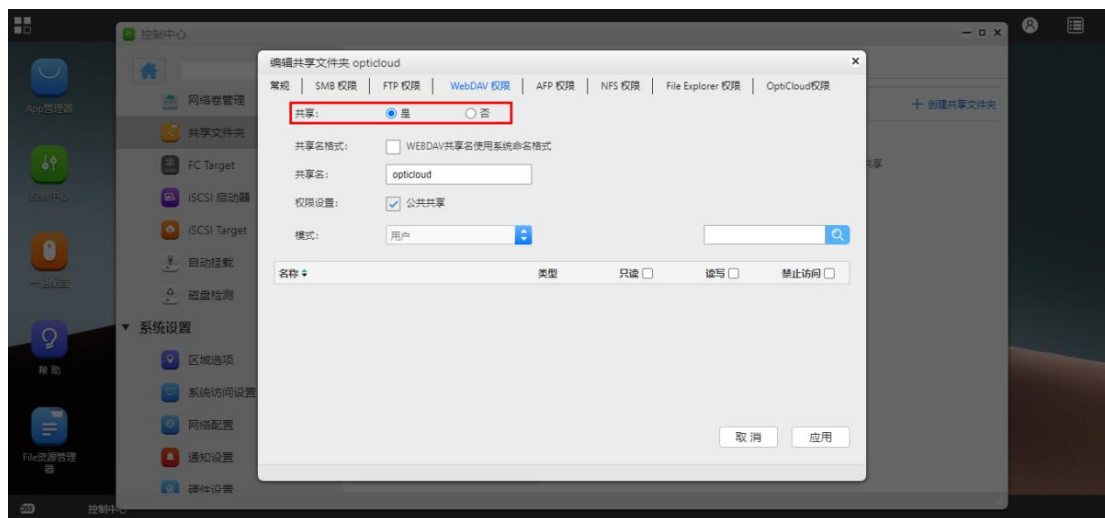 控制中心
App管理器
控制中心
一键配置
帮助
File资源管理器
网络卷管理
共享文件夹
FC Target
iSCSI 启动器
iSCSI Target
自动挂载
磁盘检测
系统设置
区域选项
系统访问设置
网络配置
通知设置
硬件设置
创建共享文件夹
共享
编辑共享文件夹 opticloud
常规 SMB 权限 FTP 权限 WebDAV 权限 AFP 权限 NFS 权限 File Explorer 权限 OptiCloud权限
共享: 是 否
共享名格式: WEBDAV共享名使用系统命名格式
共享名: opticloud
权限设置: 公共共享
模式: 用户
名称 类型 只读 读写 禁止访问
取消 应用
控制中心